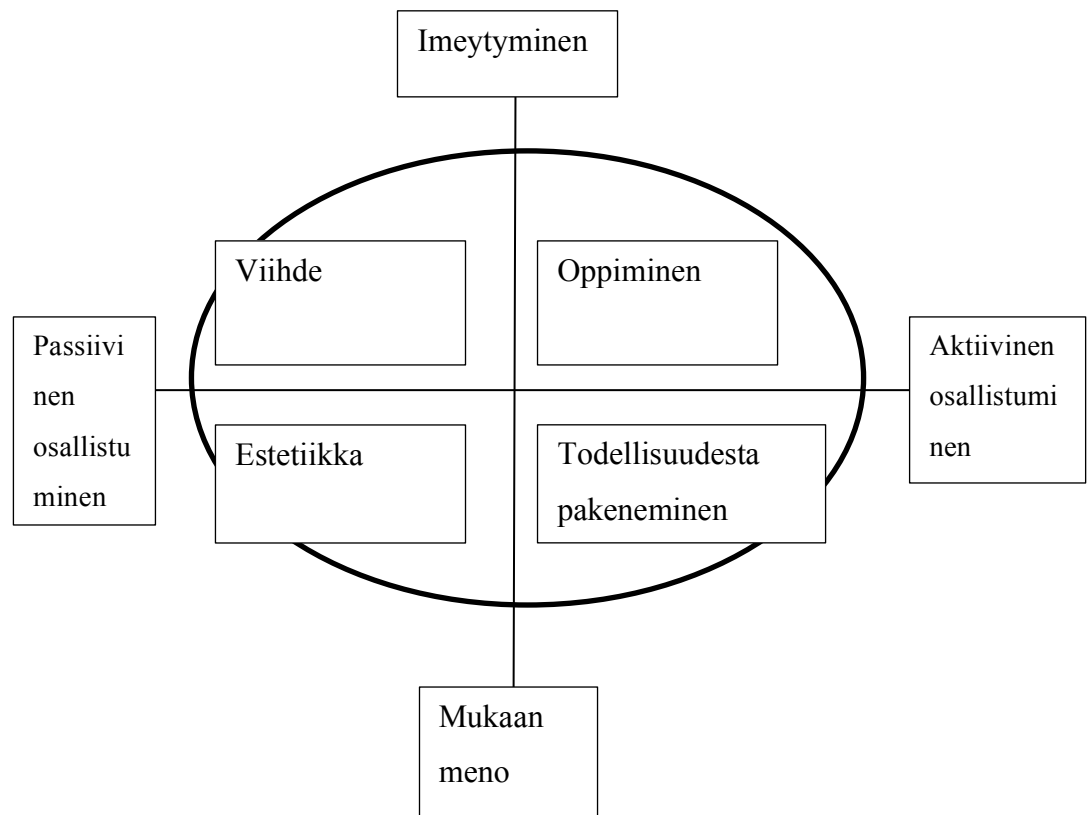 Imeytyminen
Viihde
Oppiminen
Passiivi
nen
osallistu
minen
Aktiivinen
osallistumi
nen
Estetiikka
Todellisuudesta
pakeneminen
Mukaan
meno